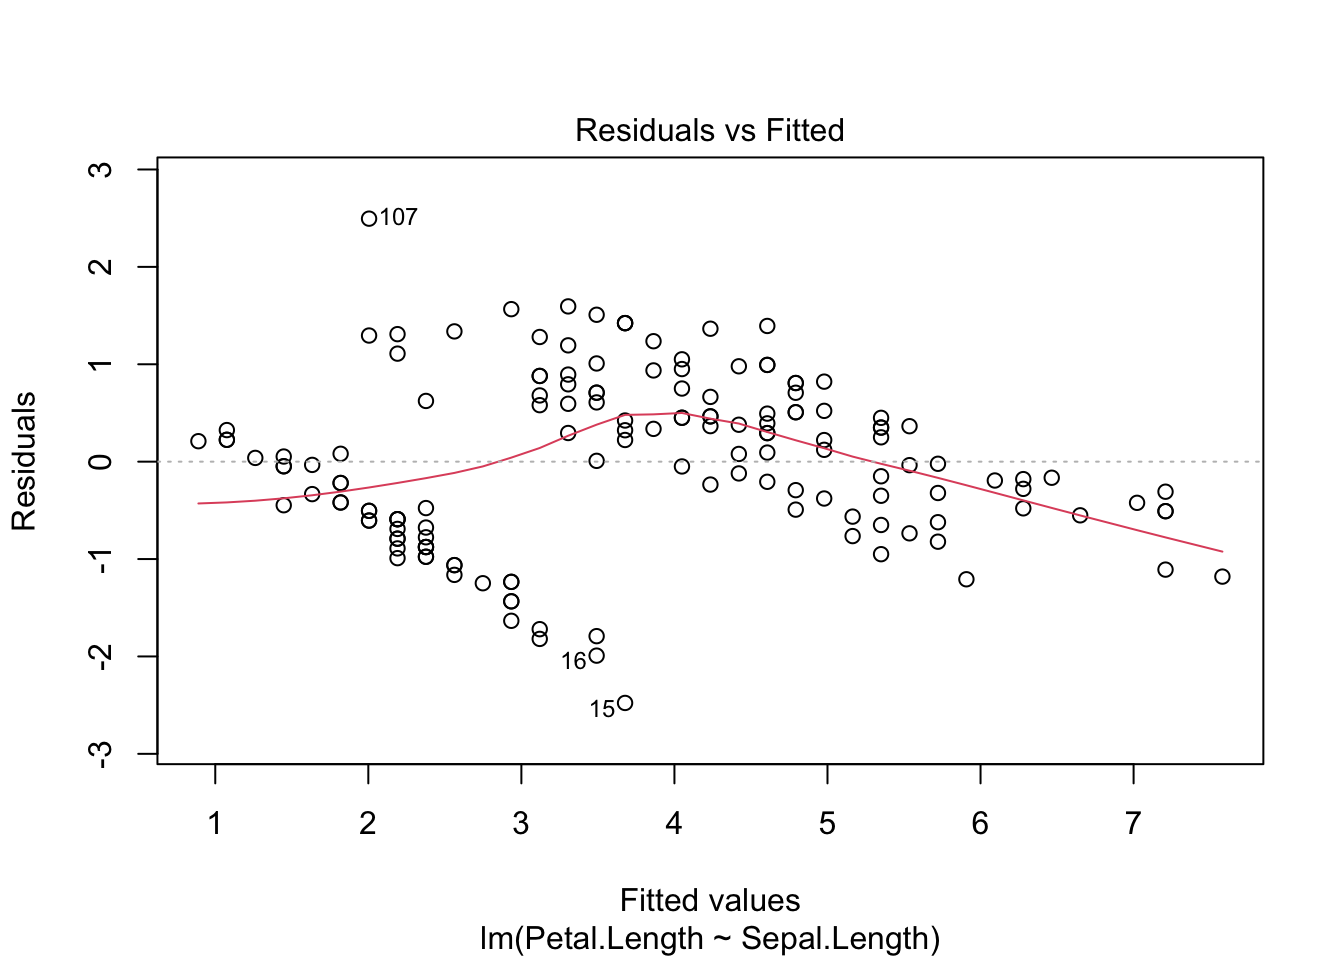 Residuals vs Fitted
Residuals
3
2
1
0
-1
-2
-3
107
16
15
1 2 3 4 5 6 7
Fitted values
lm(Petal.Length ~ Sepal.Length)